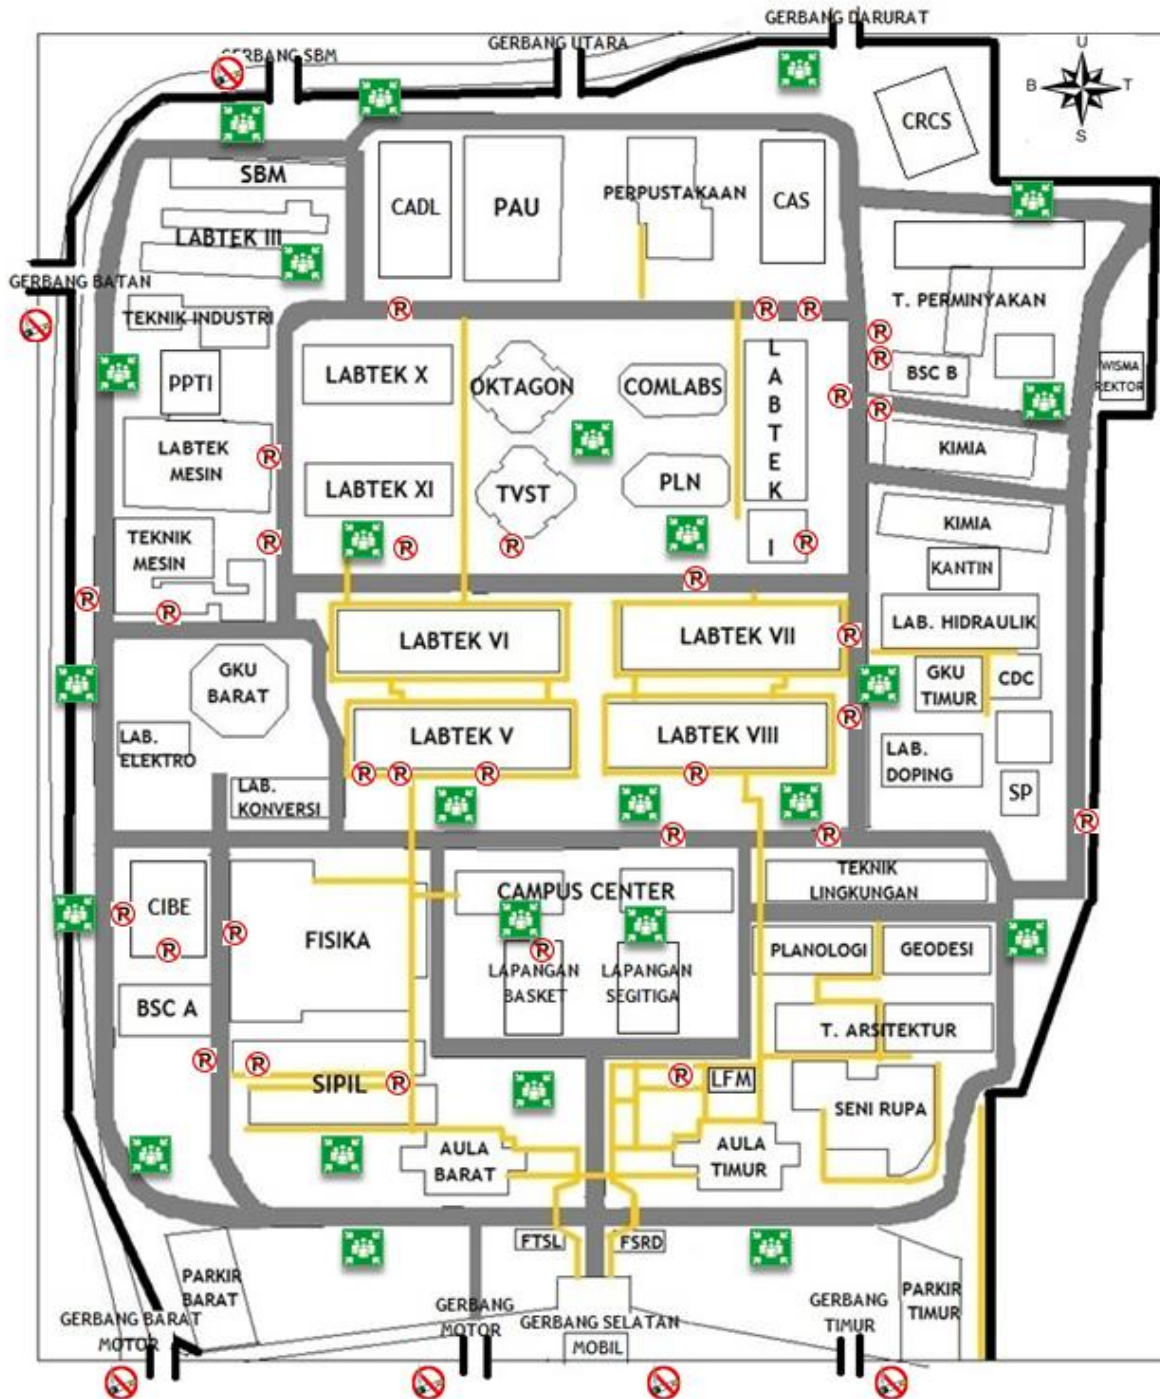 GERBANG DARURAT
GERBANG UTARA
GERBANG SBM
U
B
T
S
CRCS
SBM
CADL
PAU
PERPUSTAKAAN
CAS
LABTEK III
GERBANG BATAN
T. PERMINYAKAN
TEKNIK INDUSTRI
R
R
R
R
R
LABTEK X
OKTAGON
COMLABS
L
A
B
T
E
K
I
PPTI
BSC B
WISMA
REKTOR
R
R
LABTEK
MESIN
R
KIMIA
LABTEK XI
TVST
PLN
KIMIA
TEKNIK
MESIN
R
R
R
R
KANTIN
R
R
R
LAB. HIDRAULIK
LABTEK VI
LABTEK VII
R
GKU
BARAT
GKU
TIMUR
CDC
LAB.
ELEKTRO
LABTEK V
LABTEK VIII
R
LAB.
DOPING
R
R
R
R
LAB.
KONVERSI
SP
R
R
R
TEKNIK
LINGKUNGAN
CAMPUS CENTER
CIBE
R
R
R
FISIKA
R
PLANOLOGI
GEODESI
LAPANGAN
BASKET
LAPANGAN
SEGITIGA
BSC A
T. ARSITEKTUR
R
R
SIPIL
R
R
LFM
SENI RUPA
AULA
BARAT
AULA
TIMUR
FTSL
FSRD
PARKIR
BARAT
PARKIR
TIMUR
GERBANG BARAT
MOTOR
GERBANG
MOTOR
GERBANG SELATAN
MOBIL
GERBANG
TIMUR